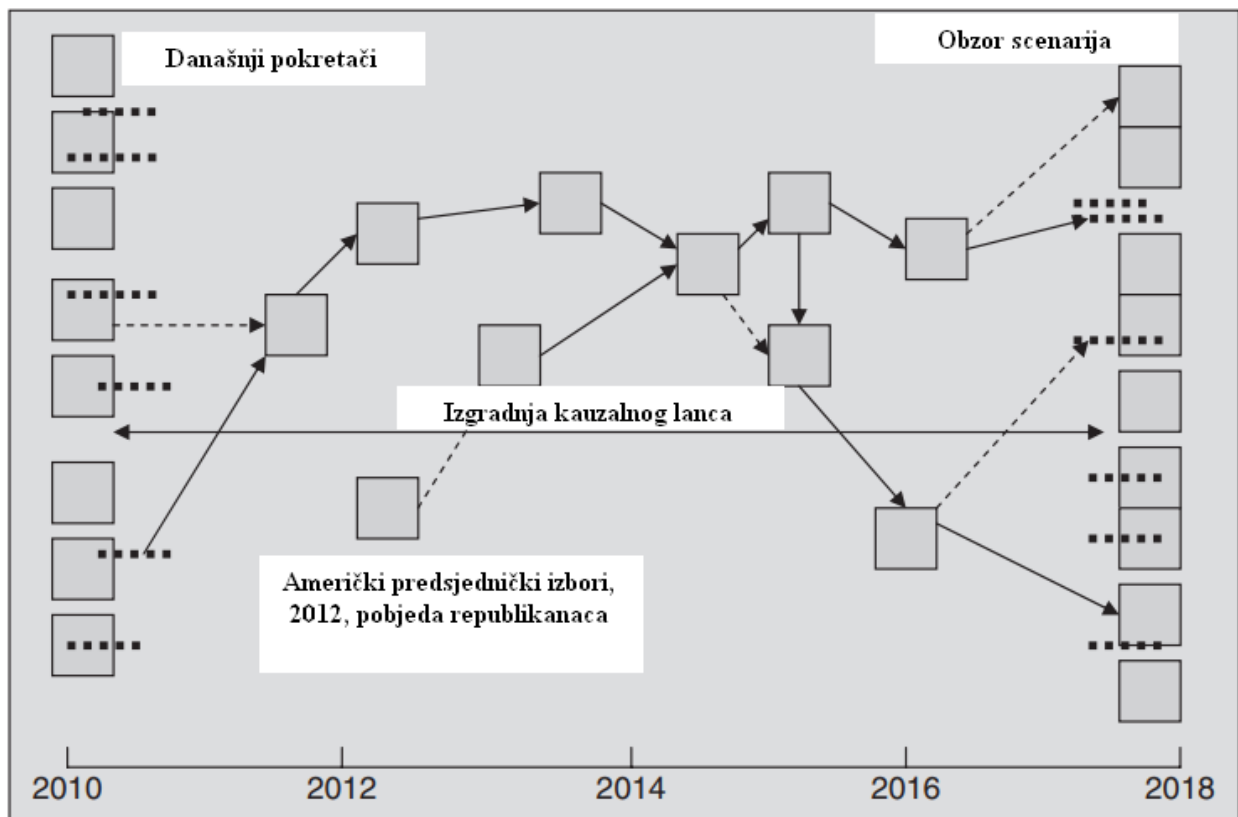 Današnji pokretači
Obzor scenarija
Izgradnja kauzalnog lanca
Američki predsjednički izbori,
2012, pobjeda republikanaca
2010
2012
2014
2016
2018